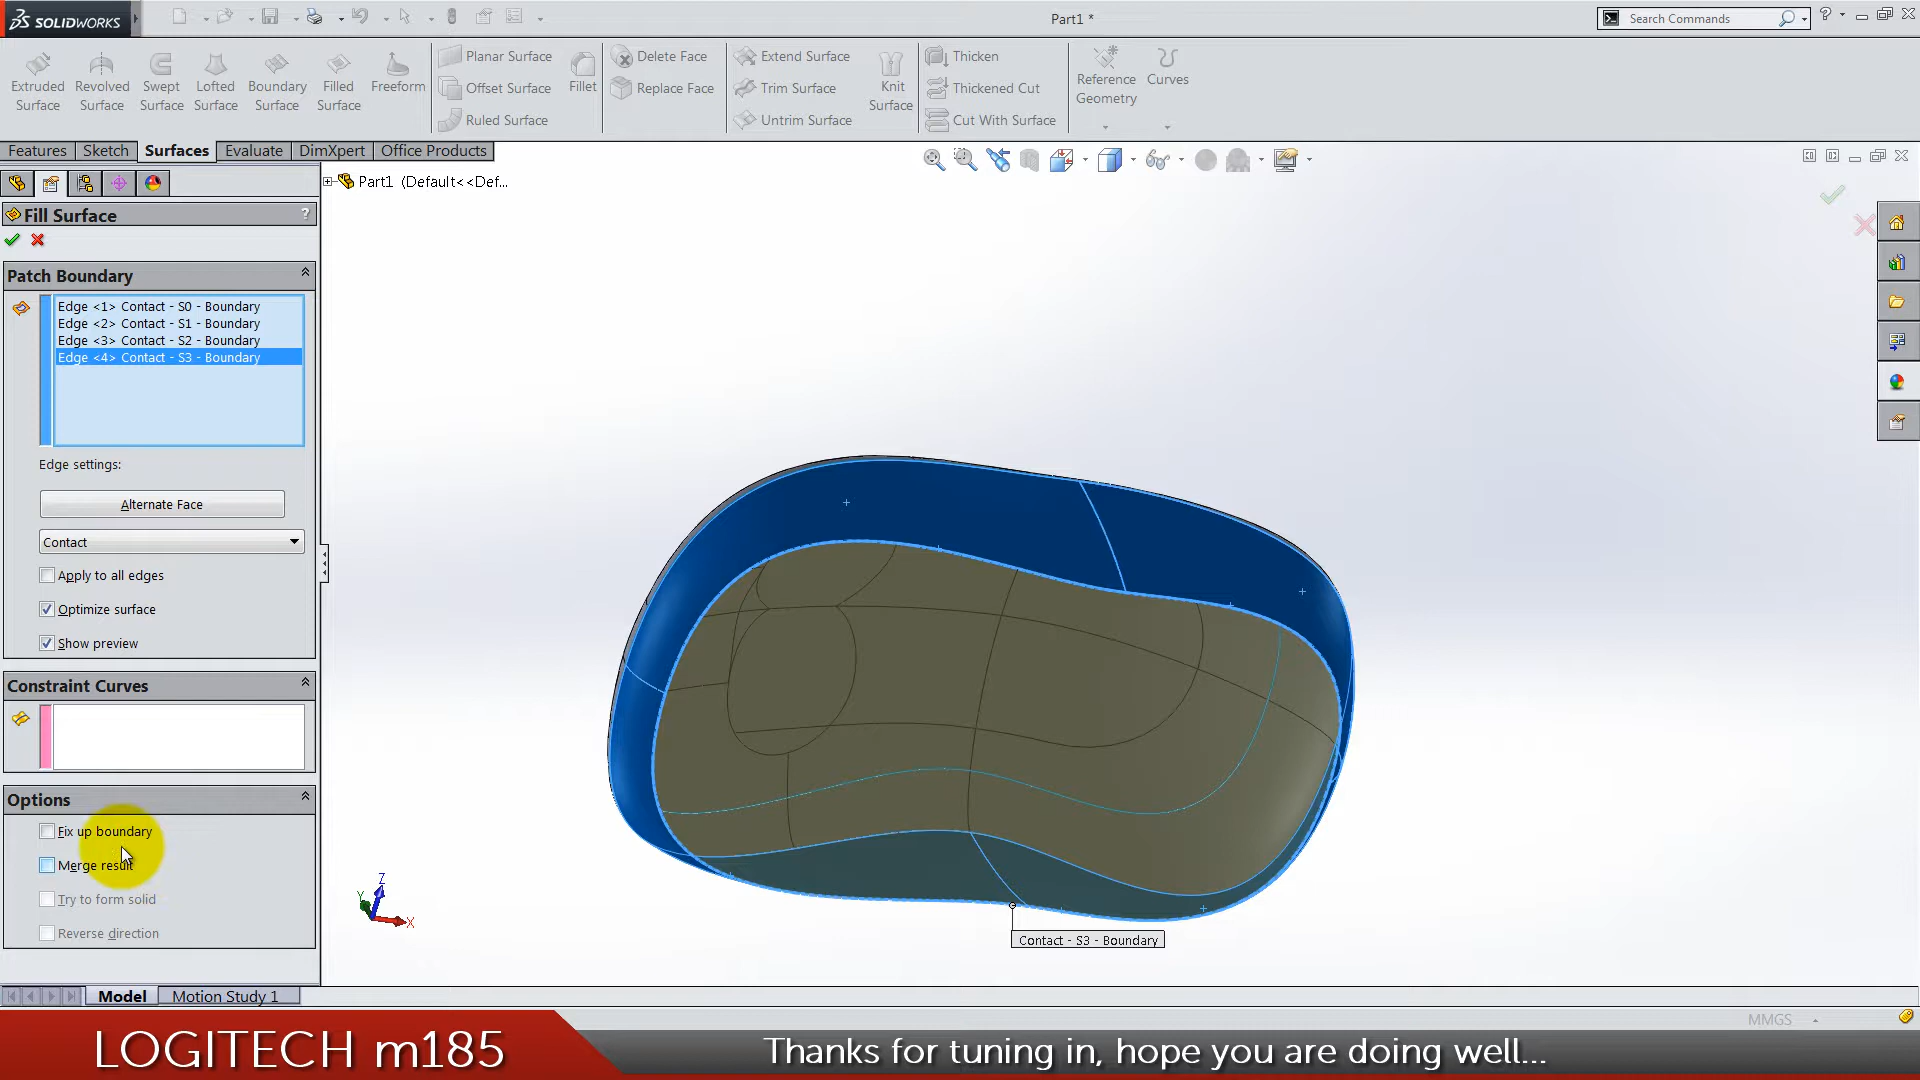 SOLIDWORKS
Part1 *
Search Commands
Extruded Surface
Revolved Surface
Swept Surface
Lofted Surface
Boundary Surface
Filled Surface
Freeform
Planar Surface
Offset Surface
Ruled Surface
Fillet
Delete Face
Replace Face
Extend Surface
Trim Surface
Untrim Surface
Knit Surface
Thicken
Thickened Cut
Cut With Surface
Reference Geometry
Curves
Features
Sketch
Surfaces
Evaluate
DimXpert
Office Products
Part1 (Default<<Def...
Fill Surface
?
Patch Boundary
Edge <1> Contact - S0 - Boundary
Edge <2> Contact - S1 - Boundary
Edge <3> Contact - S2 - Boundary
Edge <4> Contact - S3 - Boundary
Edge settings:
Alternate Face
Contact
Apply to all edges
Optimize surface
Show preview
Constraint Curves
Options
Fix up boundary
Merge result
Try to form solid
Reverse direction
Z
Y
X
Contact - S3 - Boundary
Model
Motion Study 1
MMGS
LOGITECH m185
Thanks for tuning in, hope you are doing well...